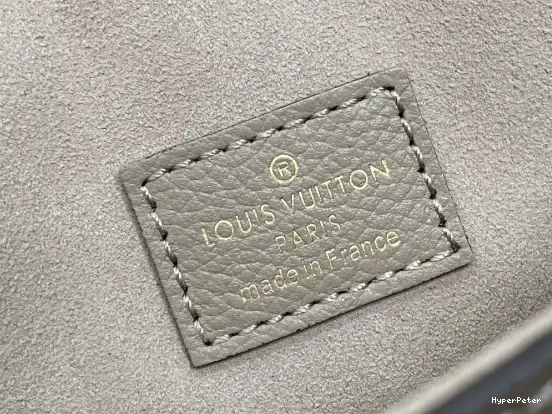 ®
LOUIS VUITTON
PARIS
made in France
HyperPeter